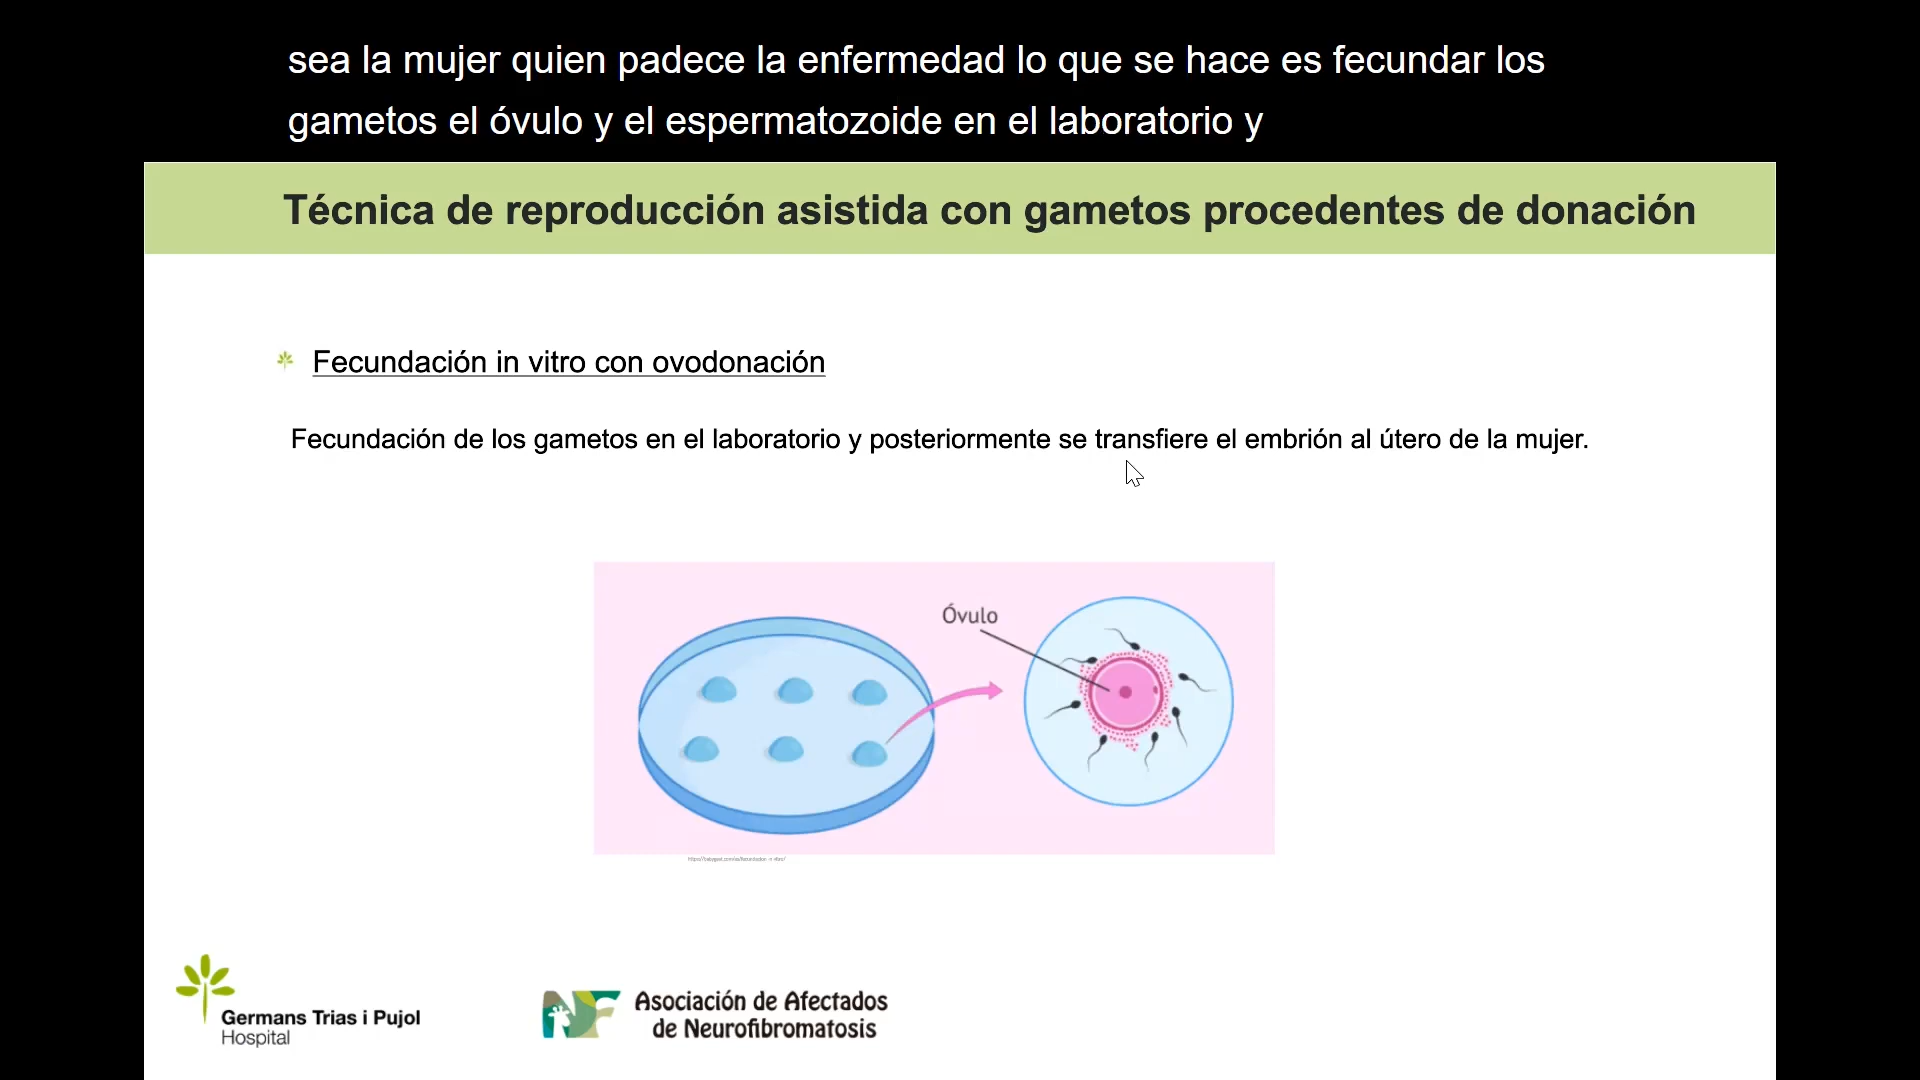 sea la mujer quien padece la enfermedad lo que se hace es fecundar los
gametos el óvulo y el espermatozoide en el laboratorio y
Técnica de reproducción asistida con gametos procedentes de donación
Fecundación in vitro con ovodonación
Fecundación de los gametos en el laboratorio y posteriormente se transfiere el embrión al útero de la mujer.
Óvulo
Germans Trias i Pujol
Hospital
NF
Asociación de Afectados
de Neurofibromatosis